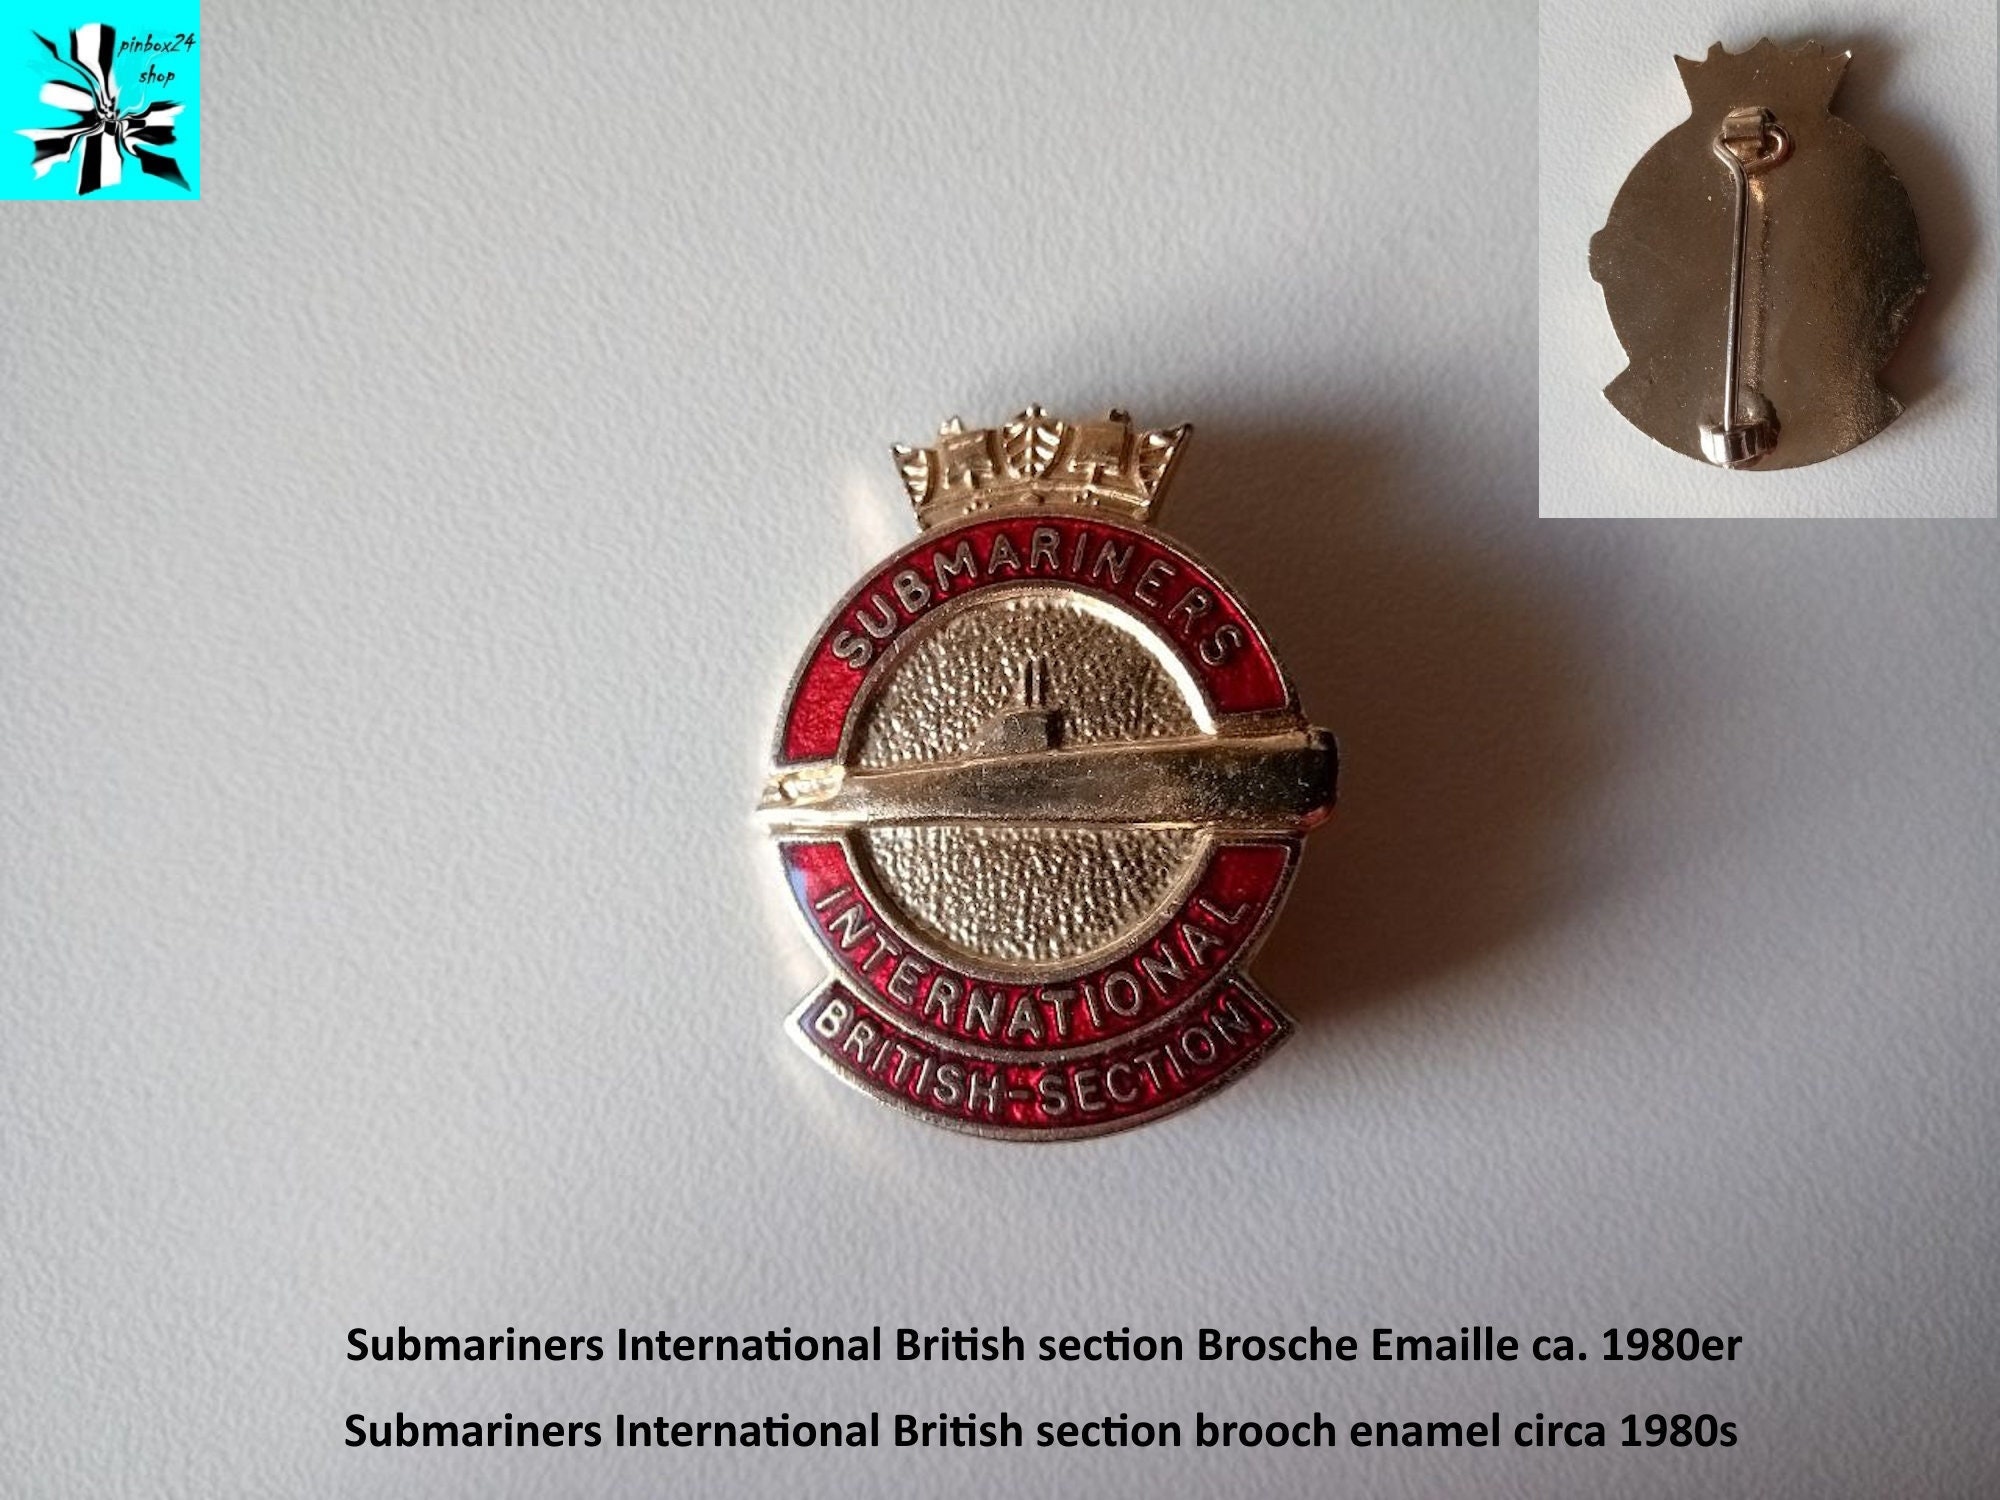 pinbox24
shop
SUBMARINERS
INTERNATIONAL
BRITISH-SECTION
Submariners International British section Brosche Emaille ca. 1980er
Submariners International British section brooch enamel circa 1980s